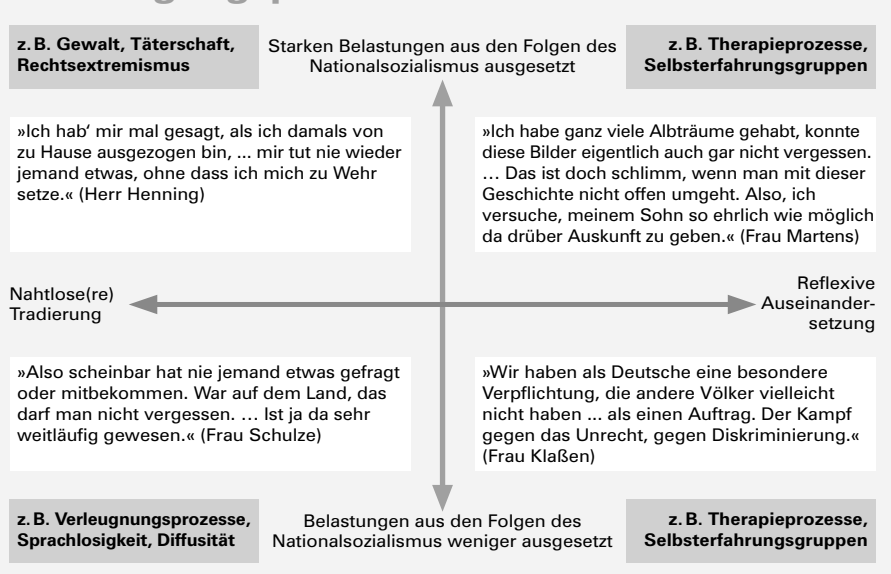 z. B. Gewalt, Täterschaft,
Rechtsextremismus
Starken Belastungen aus den Folgen des
Nationalsozialismus ausgesetzt
z. B. Therapieprozesse,
Selbsterfahrungsgruppen
»Ich hab‘ mir mal gesagt, als ich damals von
zu Hause ausgezogen bin, ... mir tut nie wieder
jemand etwas, ohne dass ich mich zu Wehr
setze.« (Herr Henning)
»Ich habe ganz viele Albträume gehabt, konnte
diese Bilder eigentlich auch gar nicht vergessen.
… Das ist doch schlimm, wenn man mit dieser
Geschichte nicht offen umgeht. Also, ich
versuche, meinem Sohn so ehrlich wie möglich
da drüber Auskunft zu geben.« (Frau Martens)
Nahtlose(re)
Tradierung
Reflexive
Auseinander-
setzung
»Also scheinbar hat nie jemand etwas gefragt
oder mitbekommen. War auf dem Land, das
darf man nicht vergessen. … Ist ja da sehr
weitläufig gewesen.« (Frau Schulze)
»Wir haben als Deutsche eine besondere
Verpflichtung, die andere Völker vielleicht
nicht haben ... als einen Auftrag. Der Kampf
gegen das Unrecht, gegen Diskriminierung.«
(Frau Klaßen)
z. B. Verleugnungsprozesse,
Sprachlosigkeit, Diffusität
Belastungen aus den Folgen des
Nationalsozialismus weniger ausgesetzt
z. B. Therapieprozesse,
Selbsterfahrungsgruppen